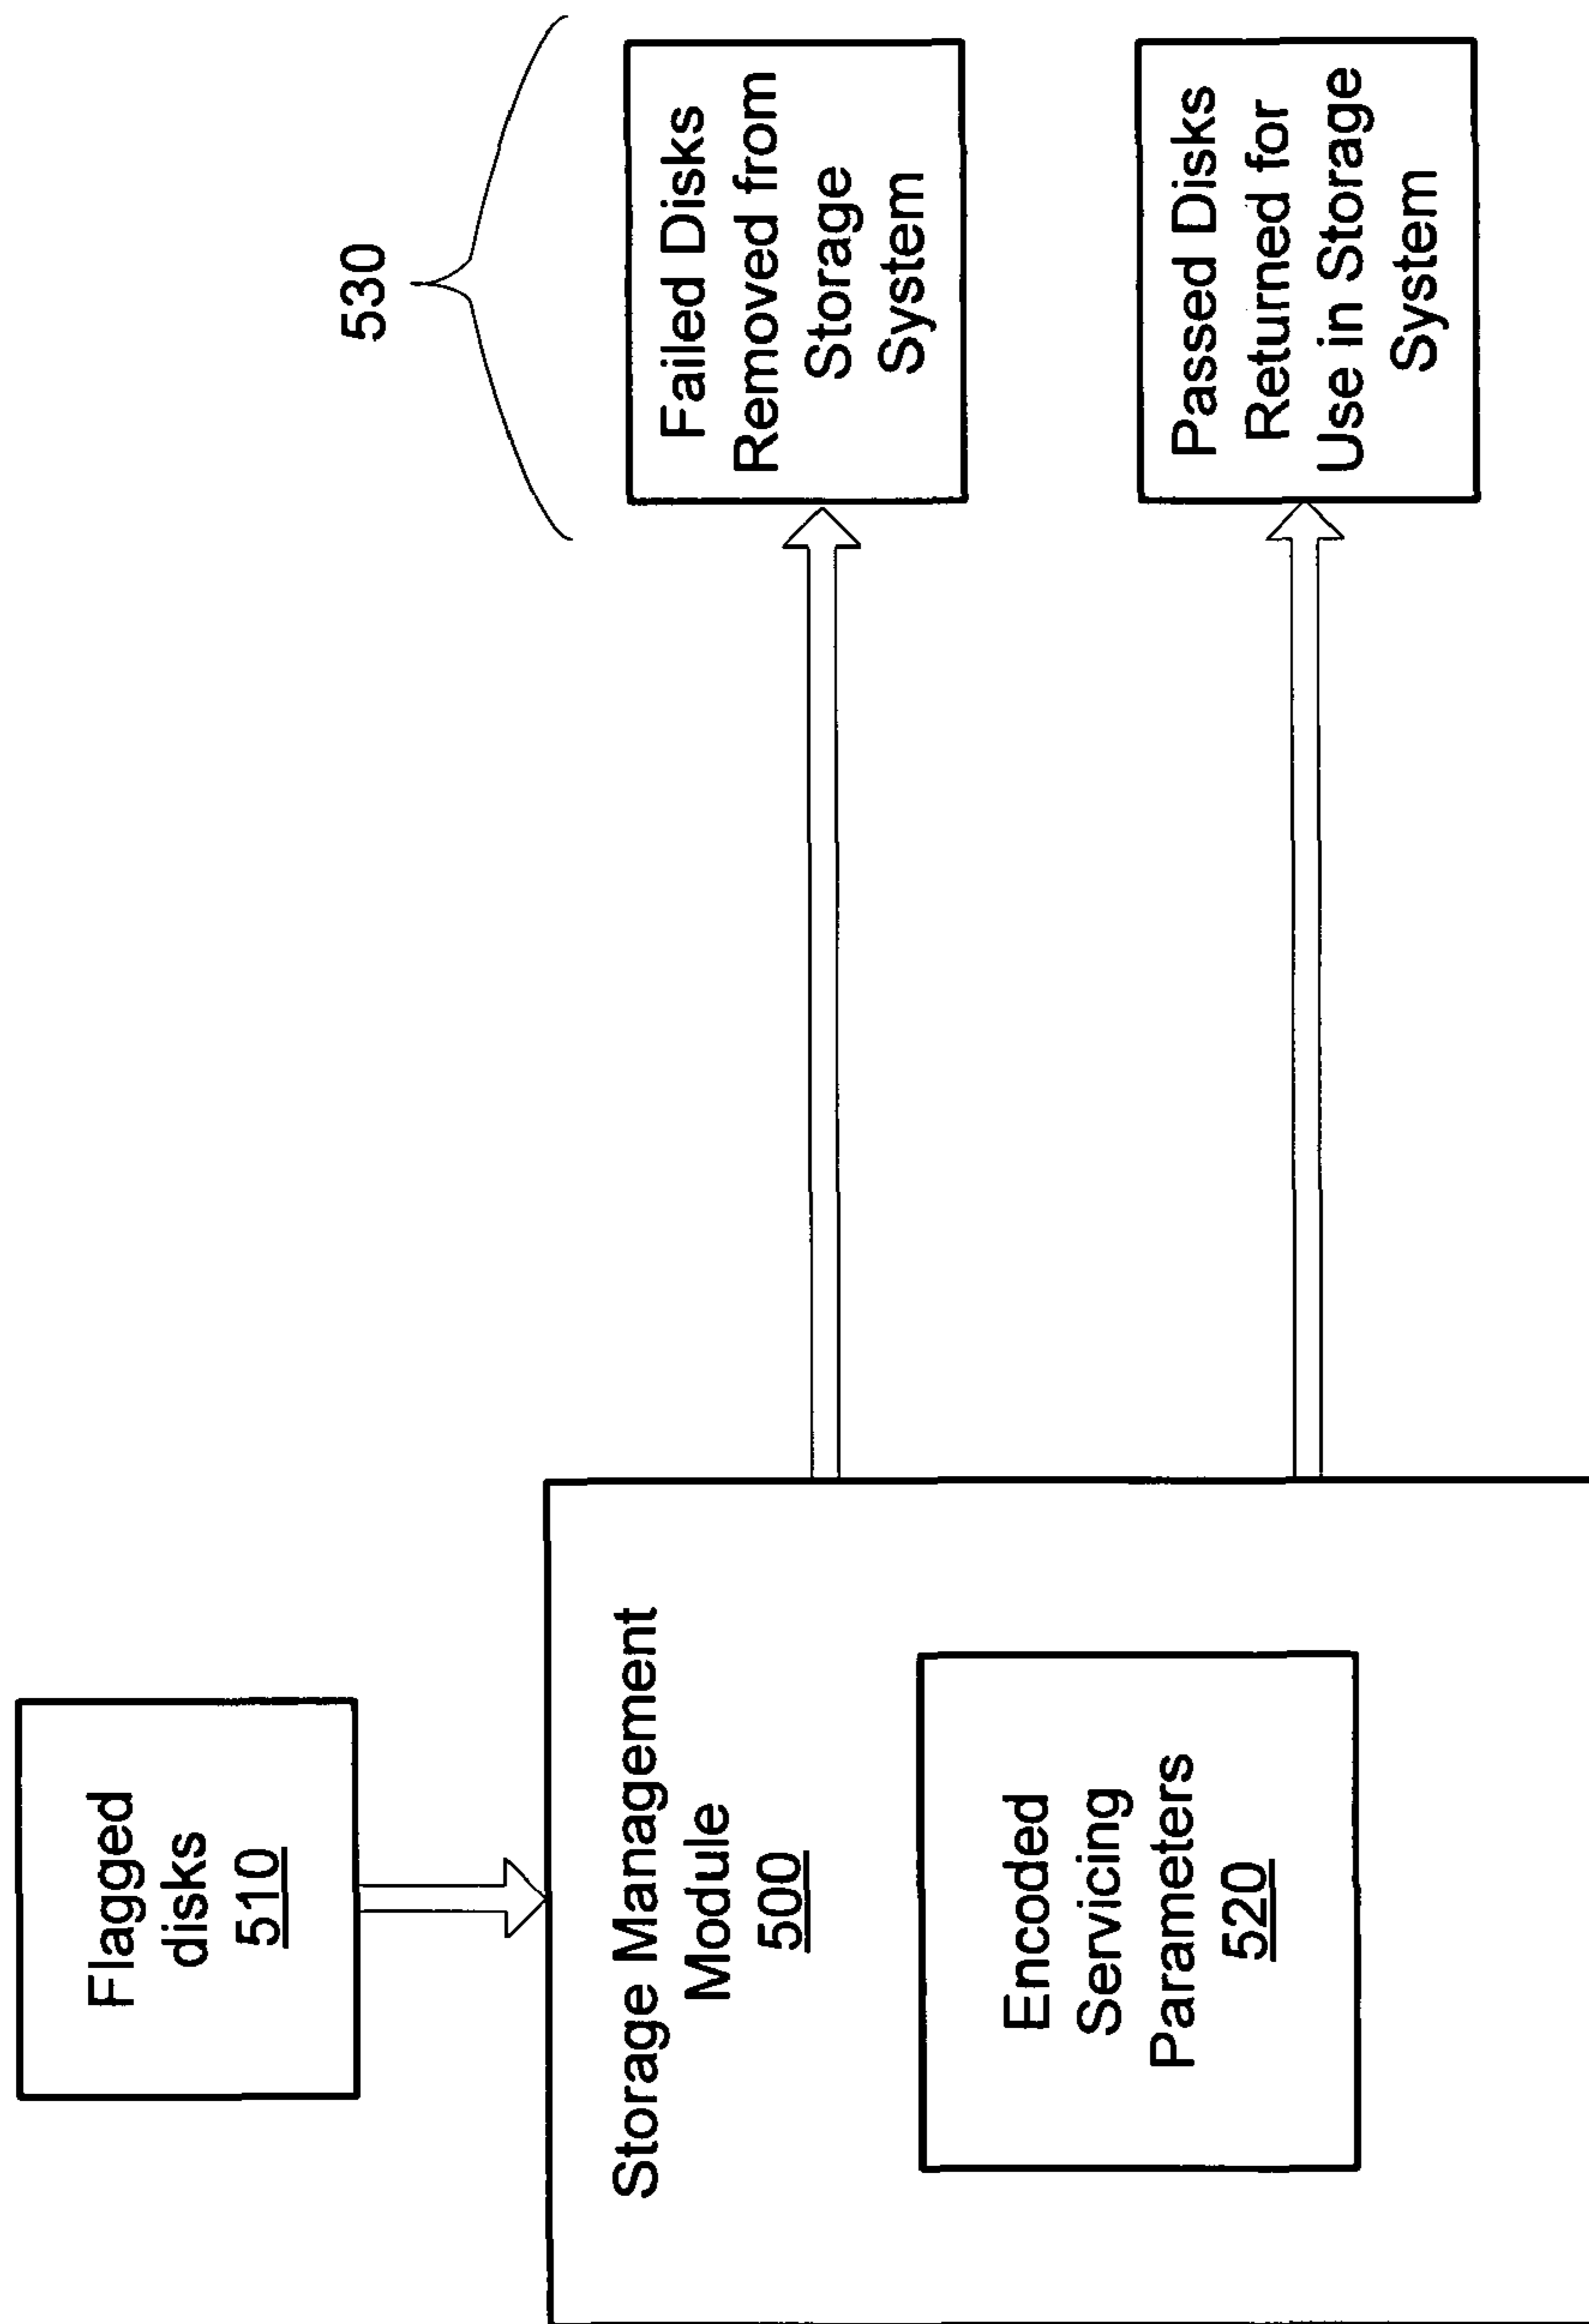 Flagged
disks
510
Storage Management
Module
500
Encoded
Servicing
Parameters
520
530
Failed Disks
Removed from
Storage
System
Passed Disks
Returned for
Use in Storage
System